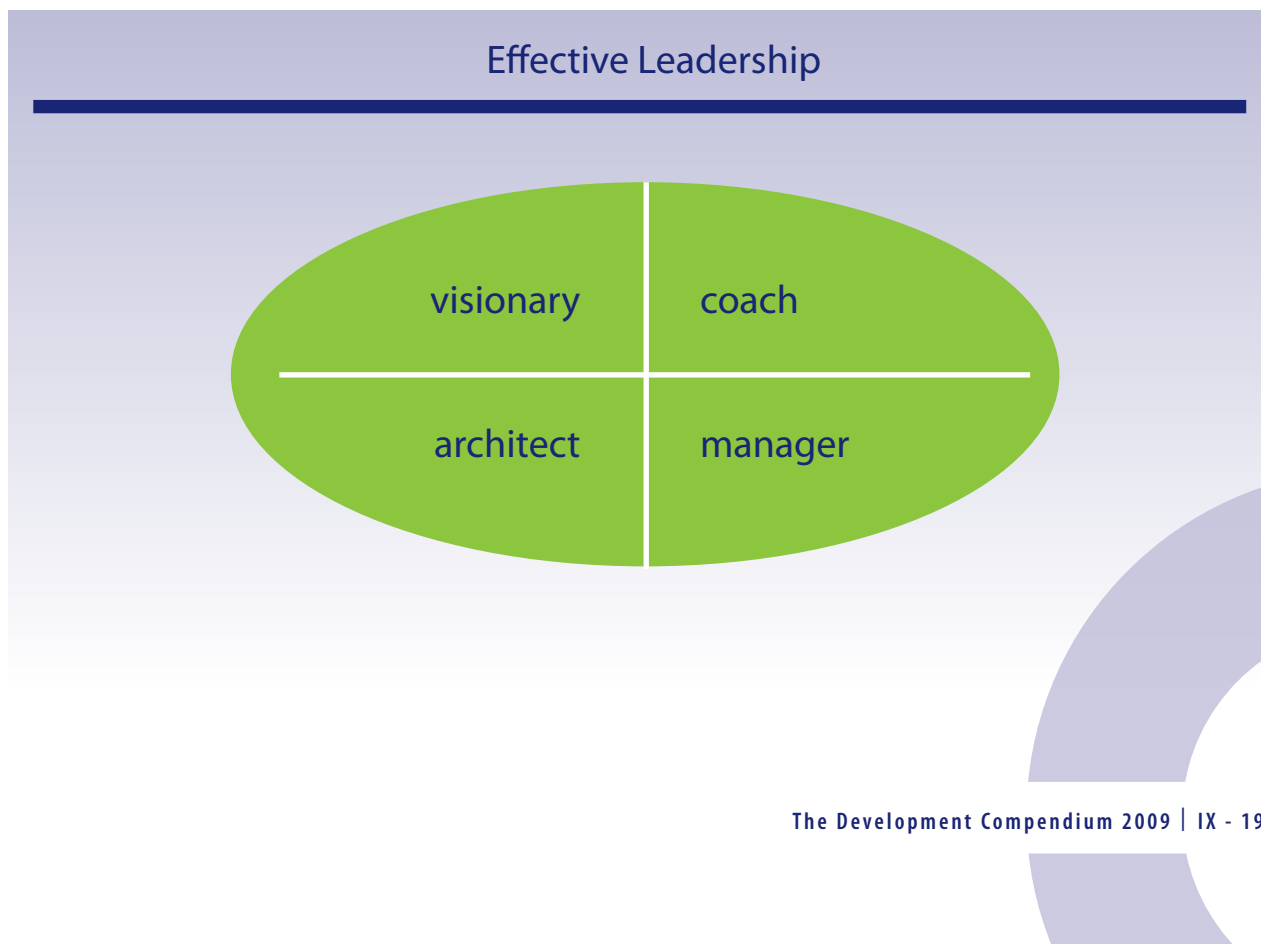 Effective Leadership
visionary coach
architect manager
The Development Compendium 2009 | IX - 19